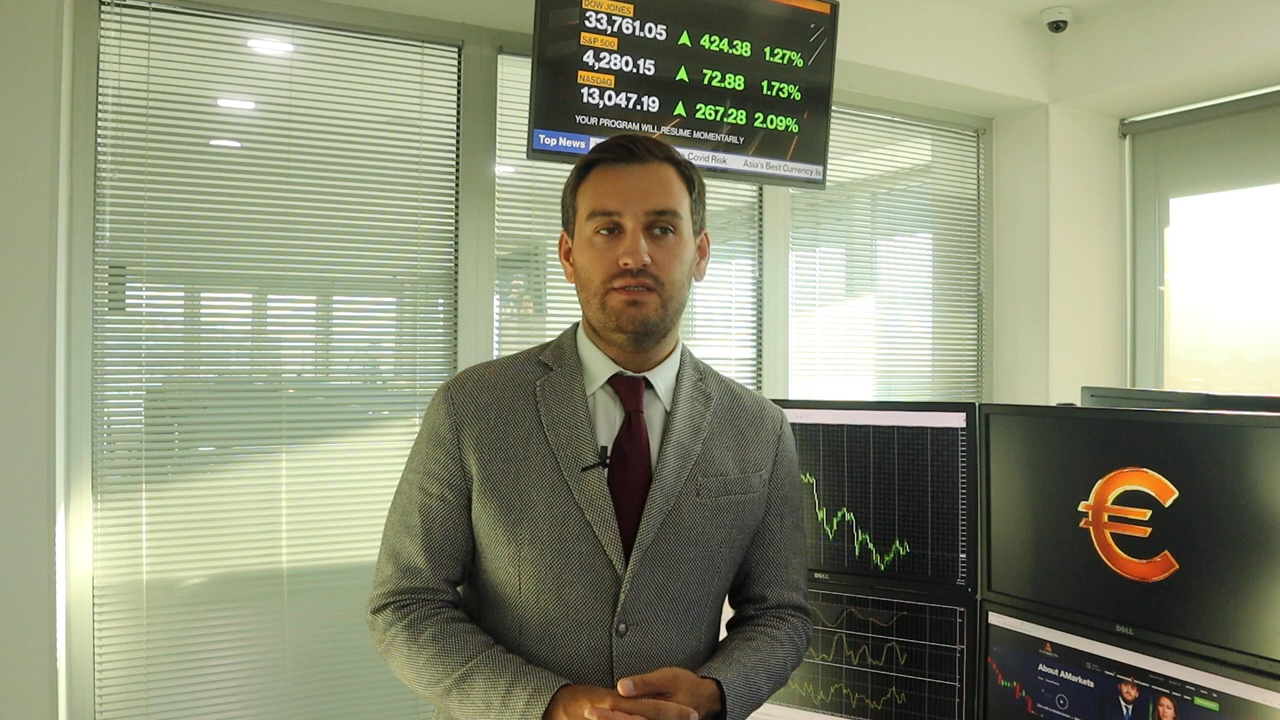 DOW JONES
33,761.05 ▲ 424.38 1.27%
S&P 500
4,280.15 ▲ 72.88 1.73%
NASDAQ
13,047.19 ▲ 267.28 2.09%
YOUR PROGRAM WILL RESUME MOMENTARILY
Top News
Covid Risk Asia's Best Currency Is
€
DELL
DELL
About AMarkets